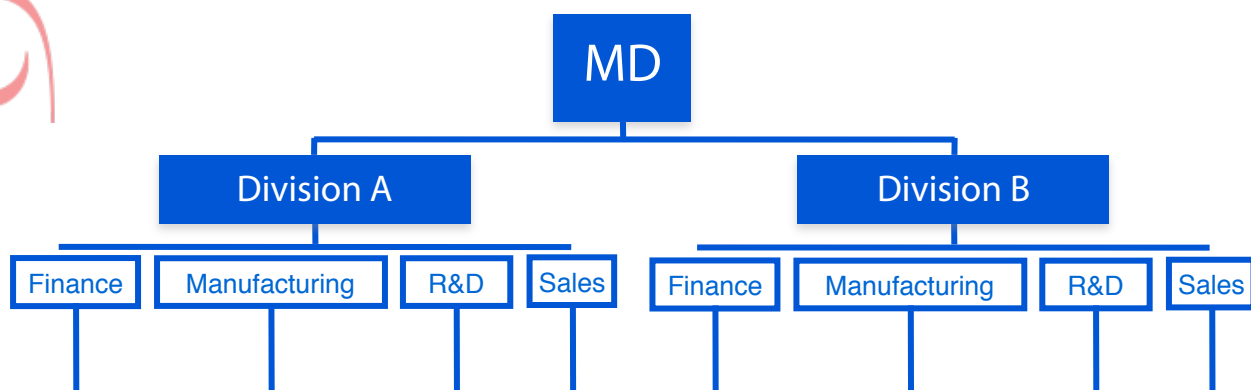 MD
Division A
Division B
Finance
Manufacturing
R&D
Sales
Finance
Manufacturing
R&D
Sales